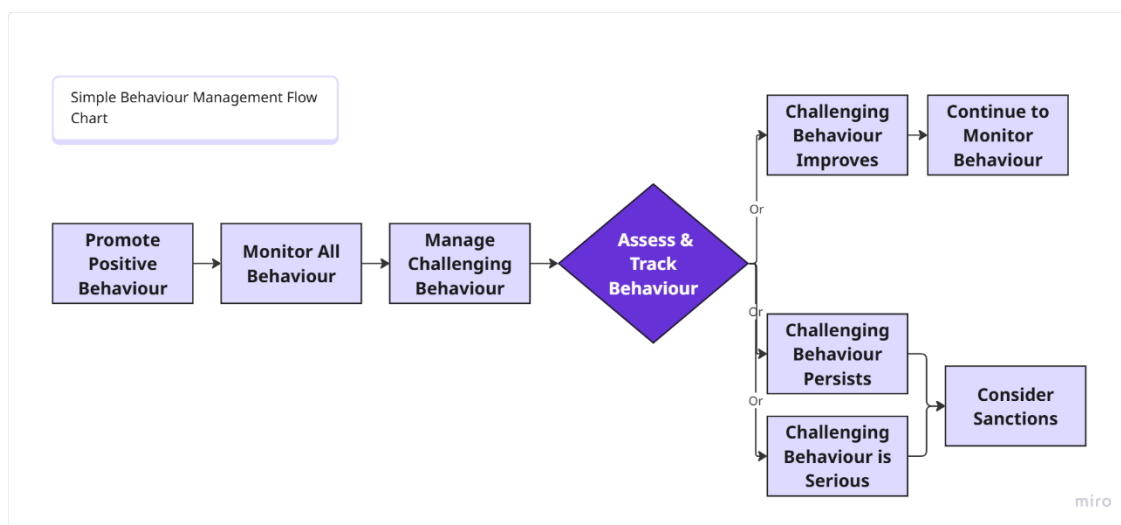 Simple Behaviour Management Flow
Chart
Promote
Positive
Behaviour
Monitor All
Behaviour
Manage
Challenging
Behaviour
Assess &
Track
Behaviour
Or
Challenging
Behaviour
Improves
Continue to
Monitor
Behaviour
Or
Challenging
Behaviour
Persists
Or
Challenging
Behaviour is
Serious
Consider
Sanctions
miro